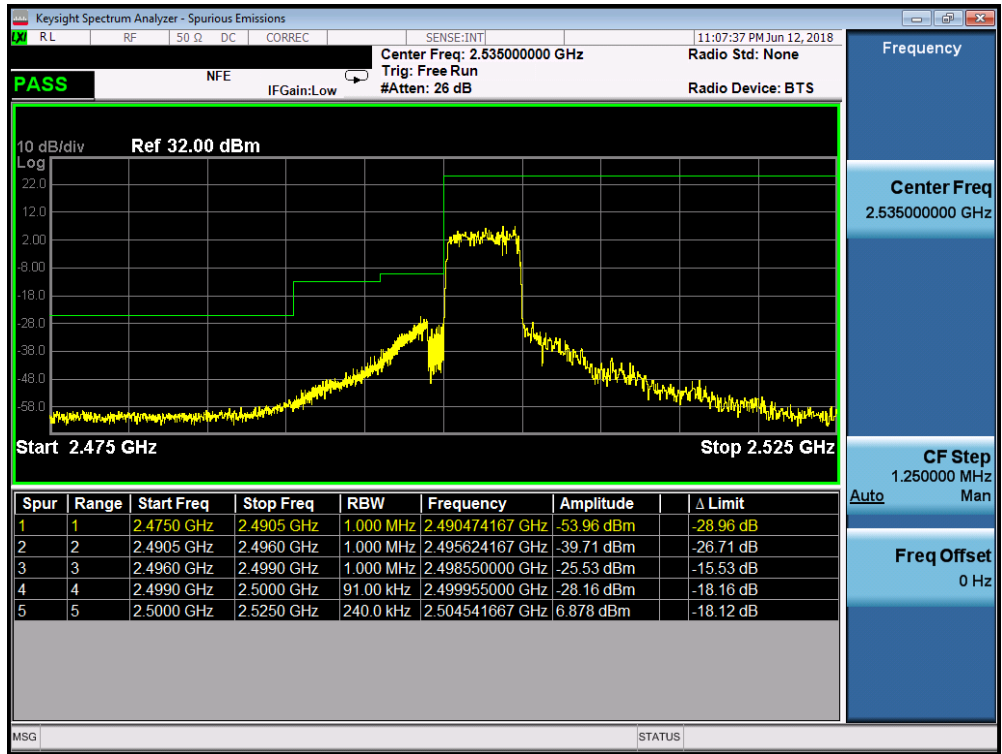 Keysight Spectrum Analyzer - Spurious Emissions
LXI RL RF 50 Ω DC CORREC SENSE:INT 11:07:37 PM Jun 12, 2018
Center Freq: 2.535000000 GHz Radio Std: None
PASS NFE Trig: Free Run
IFGain:Low #Atten: 26 dB Radio Device: BTS
Frequency
10 dB/div Ref 32.00 dBm
Log
22.0
12.0
2.00
-8.00
-18.0
-28.0
-38.0
-48.0
-58.0
Start 2.475 GHz Stop 2.525 GHz
Center Freq
2.535000000 GHz
CF Step
1.250000 MHz
Auto Man
Freq Offset
0 Hz
Spur Range Start Freq Stop Freq RBW Frequency Amplitude Δ Limit
1 1 2.4750 GHz 2.4905 GHz 1.000 MHz 2.490474167 GHz -53.96 dBm -28.96 dB
2 2 2.4905 GHz 2.4960 GHz 1.000 MHz 2.495624167 GHz -39.71 dBm -26.71 dB
3 3 2.4960 GHz 2.4990 GHz 1.000 MHz 2.498550000 GHz -25.53 dBm -15.53 dB
4 4 2.4990 GHz 2.5000 GHz 91.00 kHz 2.499955000 GHz -28.16 dBm -18.16 dB
5 5 2.5000 GHz 2.5250 GHz 240.0 kHz 2.504541667 GHz 6.878 dBm -18.12 dB
MSG STATUS